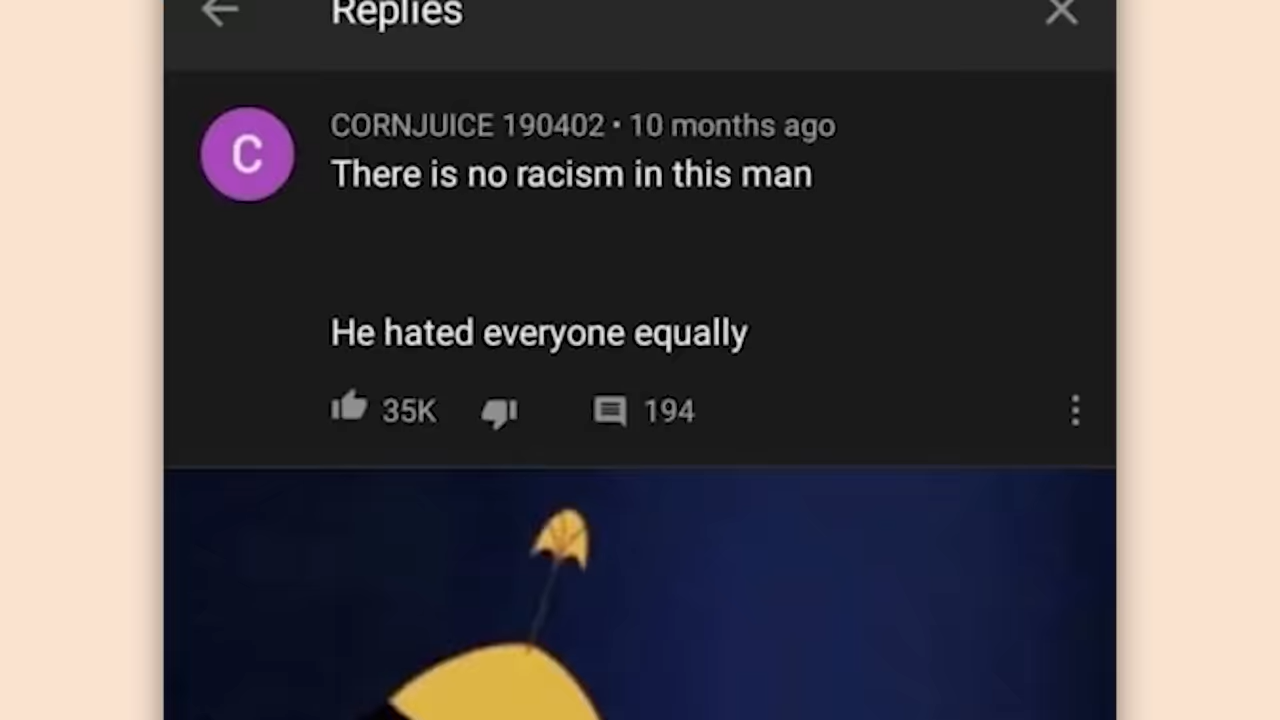 Replies
C
CORNJUICE 190402 • 10 months ago
There is no racism in this man
He hated everyone equally
35K 194